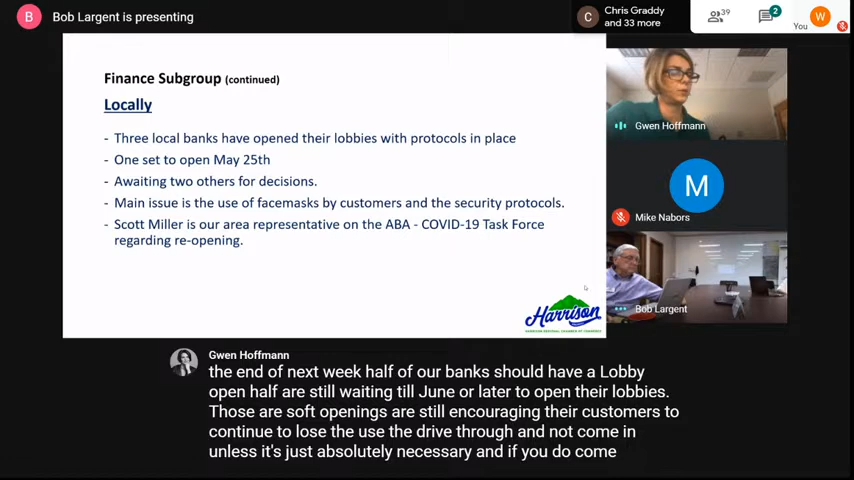 B
Bob Largent is presenting
C
Chris Graddy
and 33 more
39
2
You
W
Finance Subgroup (continued)
Locally
- Three local banks have opened their lobbies with protocols in place
- One set to open May 25th
- Awaiting two others for decisions.
- Main issue is the use of facemasks by customers and the security protocols.
- Scott Miller is our area representative on the ABA - COVID-19 Task Force
regarding re-opening.
Harrison
Gwen Hoffmann
M
Mike Nabors
Bob Largent
Gwen Hoffmann
the end of next week half of our banks should have a Lobby
open half are still waiting till June or later to open their lobbies.
Those are soft openings are still encouraging their customers to
continue to lose the use the drive through and not come in
unless it's just absolutely necessary and if you do come